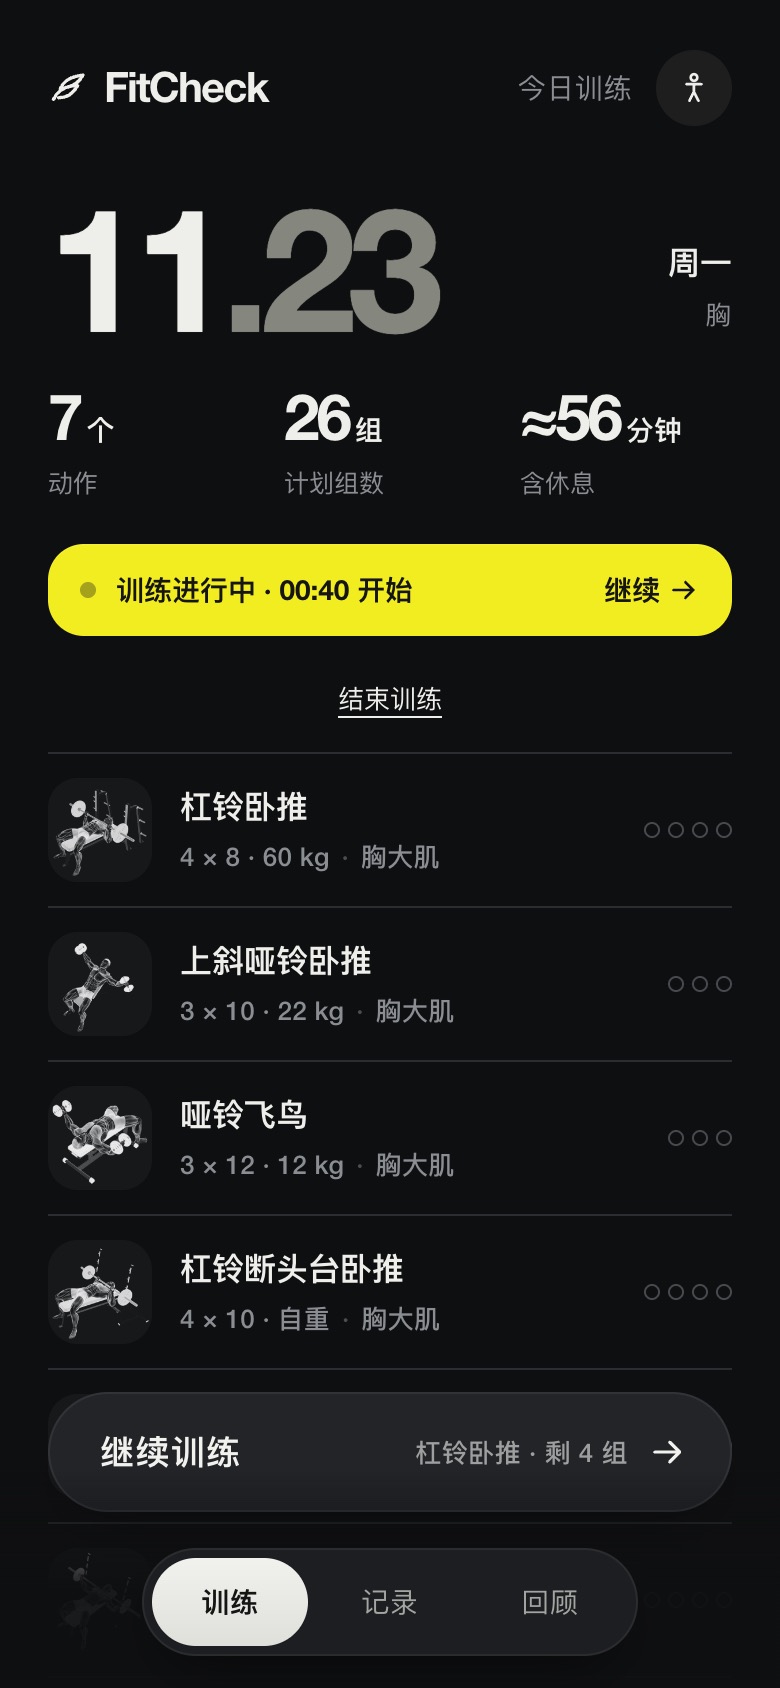 FitCheck
今日训练
11.23
周一
胸
7个
26组
≈56分钟
动作
计划组数
含休息
训练进行中 · 00:40 开始
继续 →
结束训练
杠铃卧推
4 × 8 · 60 kg · 胸大肌
上斜哑铃卧推
3 × 10 · 22 kg · 胸大肌
哑铃飞鸟
3 × 12 · 12 kg · 胸大肌
杠铃断头台卧推
4 × 10 · 自重 · 胸大肌
继续训练
杠铃卧推 · 剩 4 组 →
训练
记录
回顾